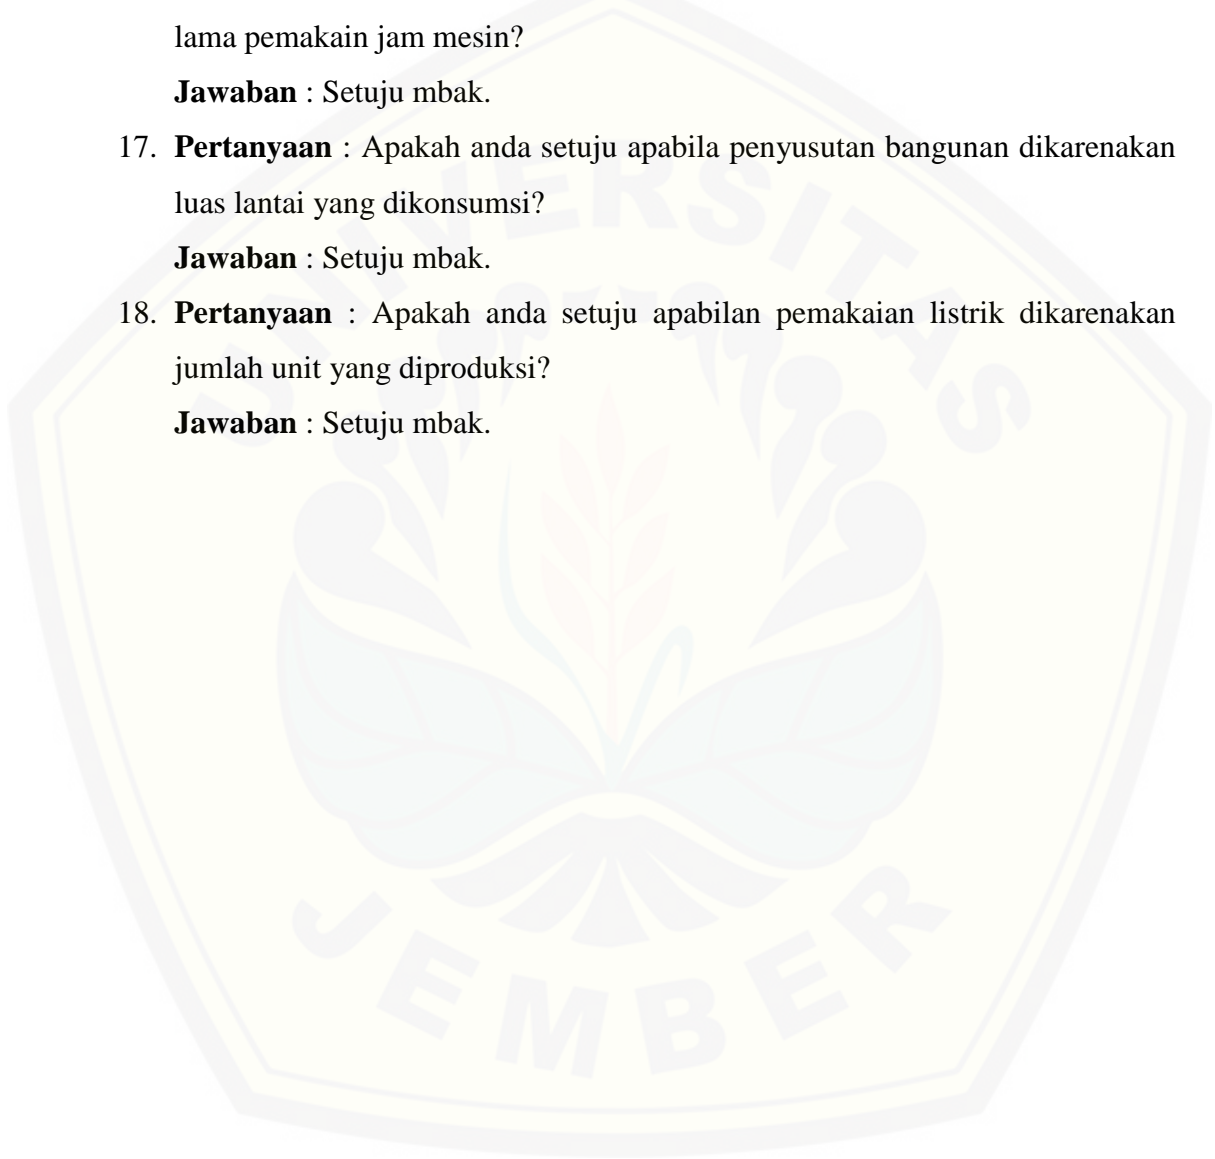 lama pemakain jam mesin?
Jawaban : Setuju mbak.
17. Pertanyaan : Apakah anda setuju apabila penyusutan bangunan dikarenakan
luas lantai yang dikonsumsi?
Jawaban : Setuju mbak.
18. Pertanyaan : Apakah anda setuju apabilan pemakaian listrik dikarenakan
jumlah unit yang diproduksi?
Jawaban : Setuju mbak.
UNIVERSITAS
JEMBER